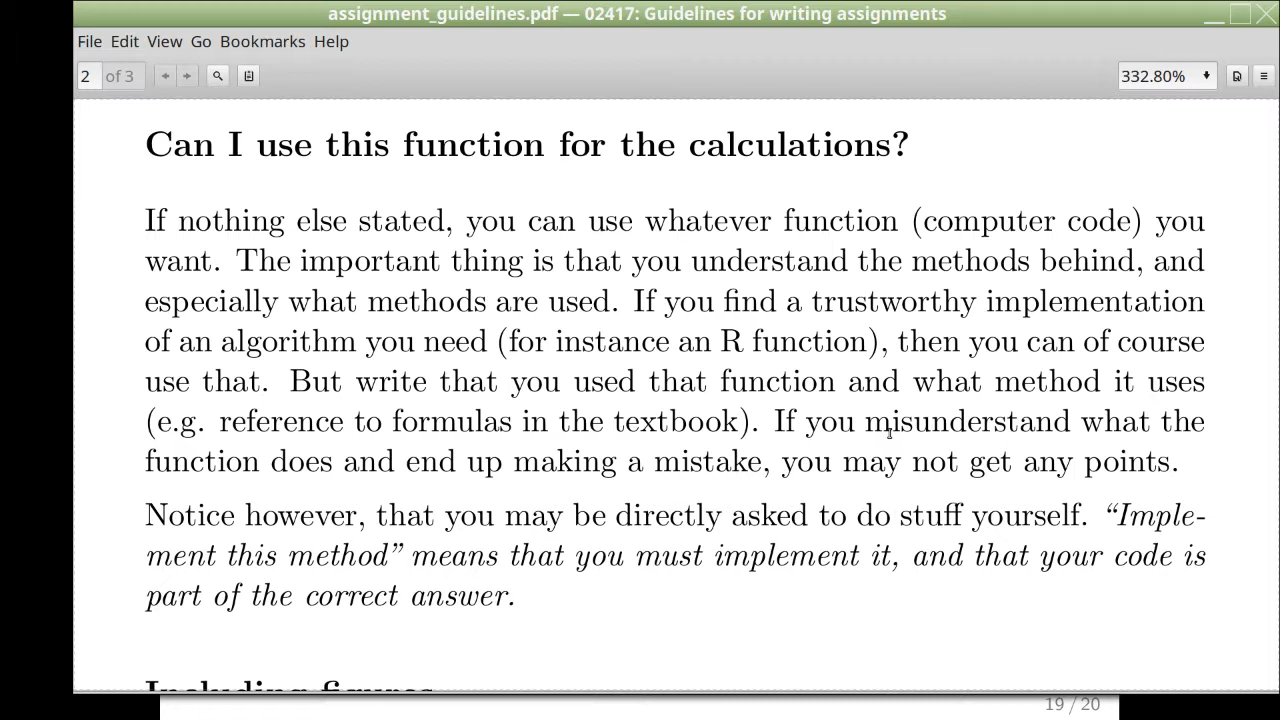 assignment_guidelines.pdf — 02417: Guidelines for writing assignments
File Edit View Go Bookmarks Help
2 of 3 332.80%
Can I use this function for the calculations?
If nothing else stated, you can use whatever function (computer code) you
want. The important thing is that you understand the methods behind, and
especially what methods are used. If you find a trustworthy implementation
of an algorithm you need (for instance an R function), then you can of course
use that. But write that you used that function and what method it uses
(e.g. reference to formulas in the textbook). If you misunderstand what the
function does and end up making a mistake, you may not get any points.
Notice however, that you may be directly asked to do stuff yourself. “Imple-
ment this method” means that you must implement it, and that your code is
part of the correct answer.
Including figures
19 / 20